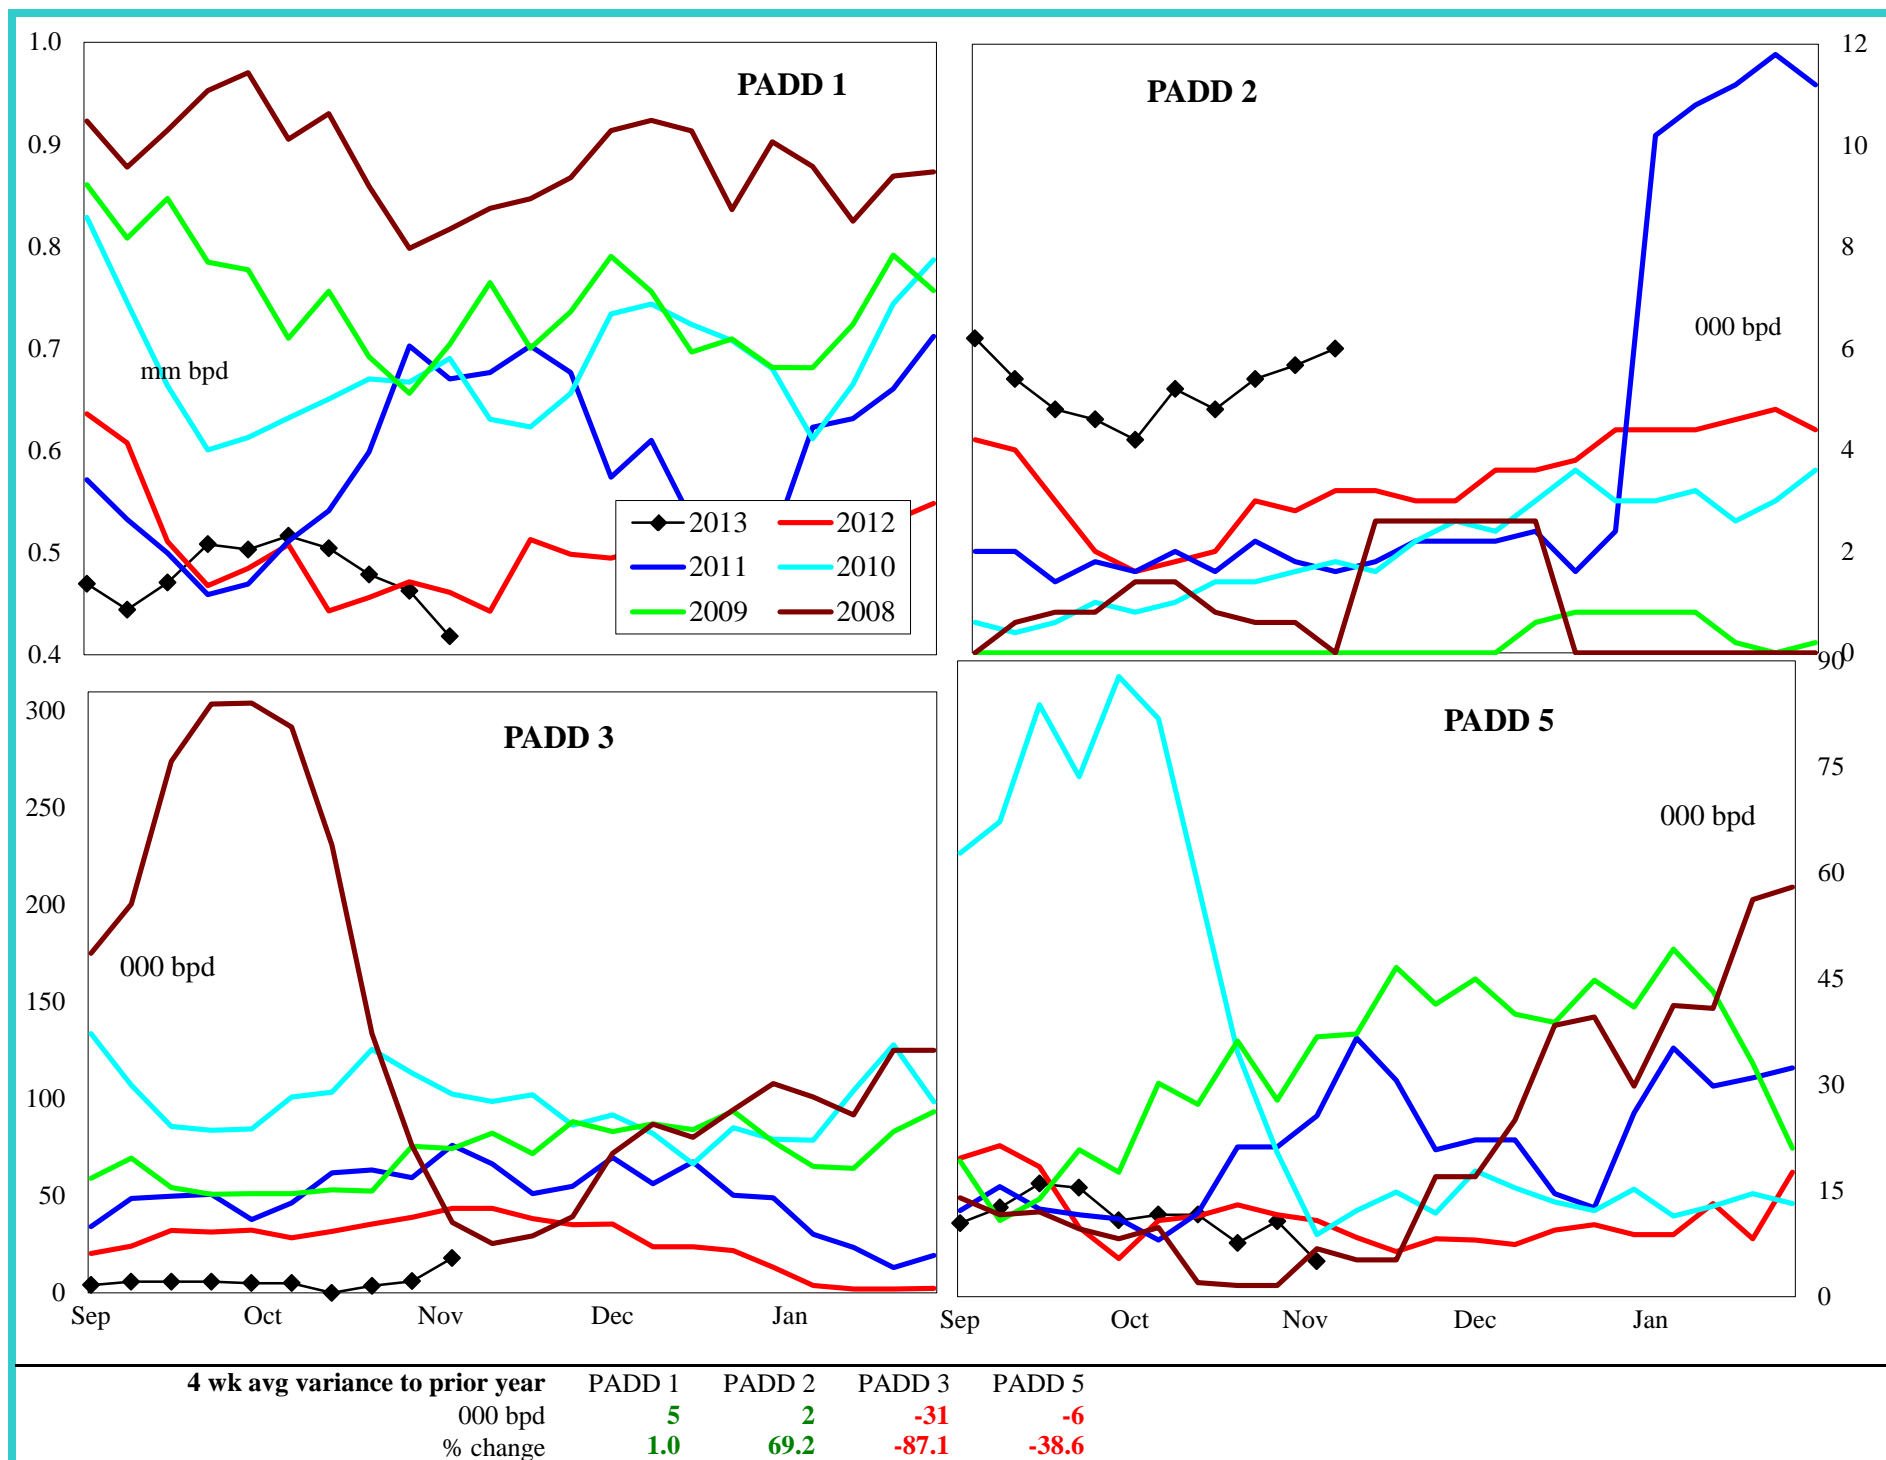 PADD 1
1.0
0.9
0.8
0.7
0.6
0.5
0.4
mm bpd
2013 2012
2011 2010
2009 2008
PADD 2
12
10
8
6
4
2
0
000 bpd
PADD 3
300
250
200
150
100
50
0
000 bpd
Sep Oct Nov Dec Jan
PADD 5
90
75
60
45
30
15
0
000 bpd
Sep Oct Nov Dec Jan
4 wk avg variance to prior year PADD 1 PADD 2 PADD 3 PADD 5
000 bpd 5 2 -31 -6
% change 1.0 69.2 -87.1 -38.6